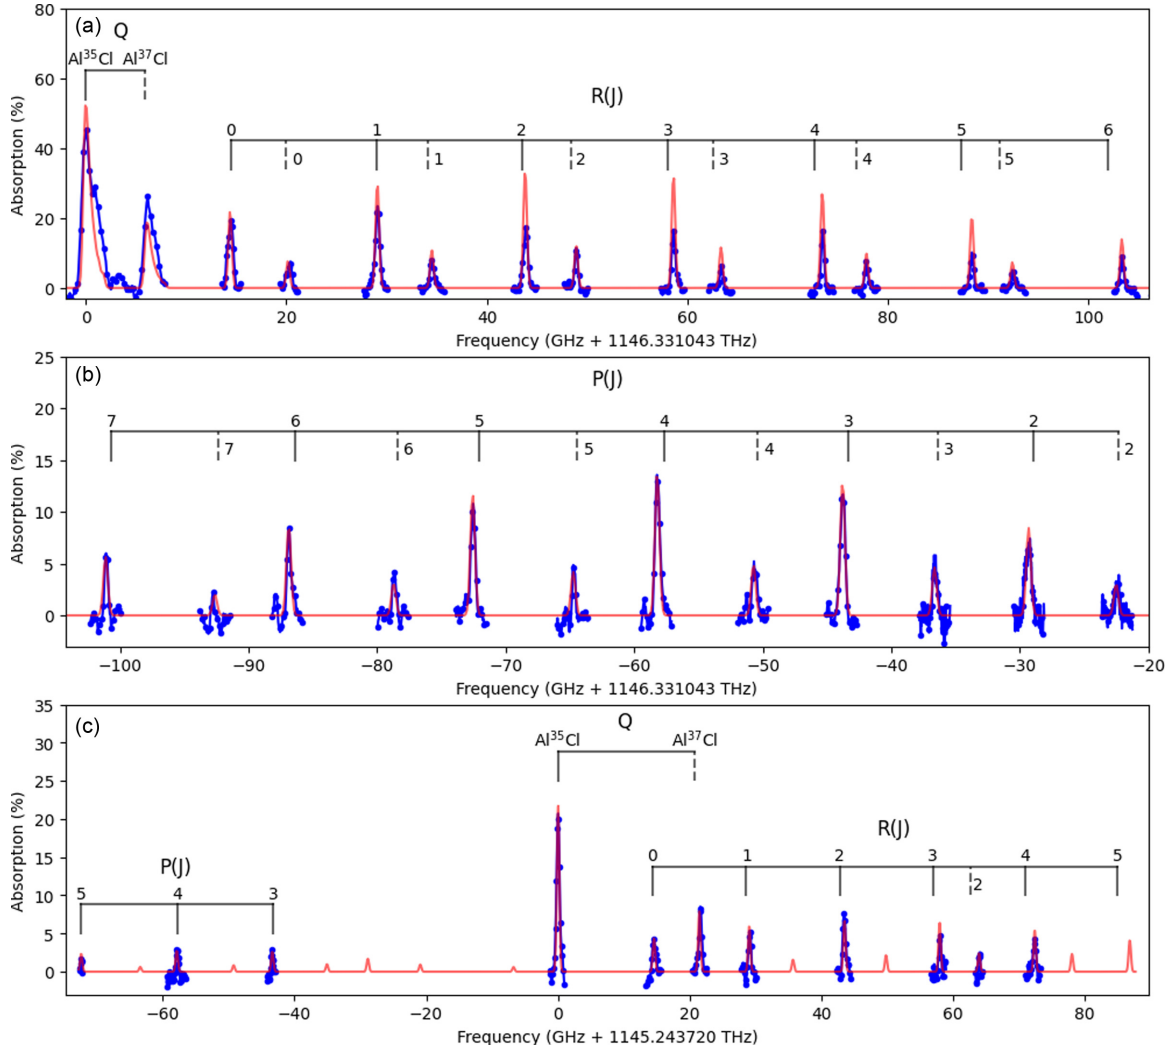 (a)
Q
Al³⁵Cl Al³⁷Cl
R(J)
0 1 2 3 4 5 6
0 1 2 3 4 5
80
60
40
20
0
Absorption (%)
0 20 40 60 80 100
Frequency (GHz + 1146.331043 THz)
(b)
P(J)
7 6 5 4 3 2
7 6 5 4 3 2
25
20
15
10
5
0
Absorption (%)
−100 −90 −80 −70 −60 −50 −40 −30 −20
Frequency (GHz + 1146.331043 THz)
(c)
Q
Al³⁵Cl Al³⁷Cl
R(J)
0 1 2 3 4 5
2
P(J)
5 4 3
35
30
25
20
15
10
5
0
Absorption (%)
−60 −40 −20 0 20 40 60 80
Frequency (GHz + 1145.243720 THz)